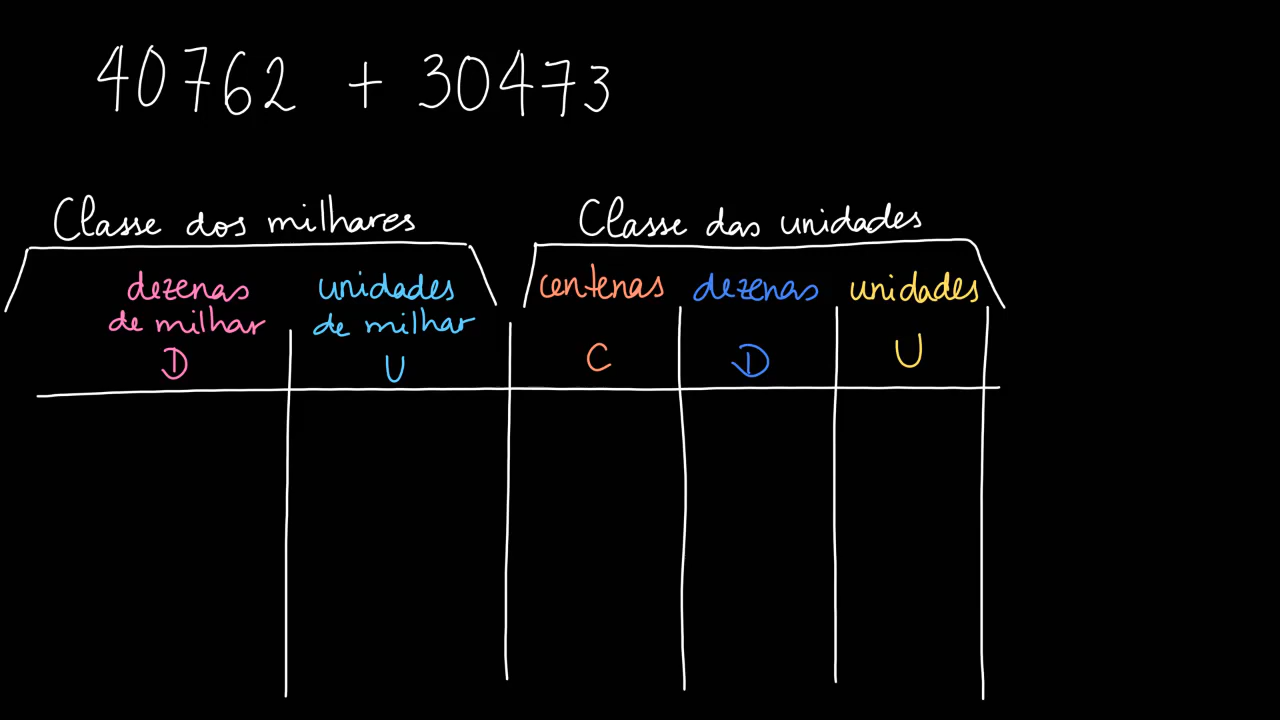 40762 + 30473
Classe dos milhares Classe das unidades
dezenas de milhar D
unidades de milhar U
centenas C
dezenas D
unidades U